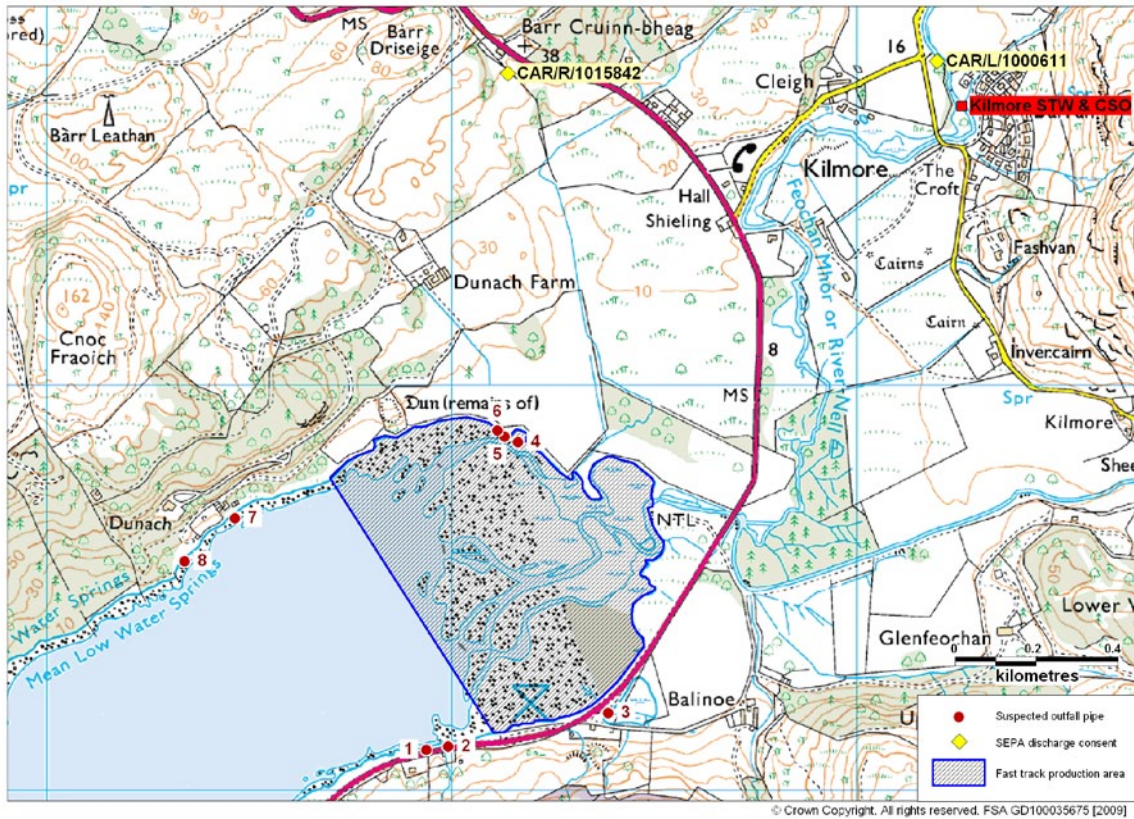 MS
Bàrr
Driseige
Barr Cruinn-bheag
38
CAR/R/1015842
16
CAR/L/1000611
Cleigh
Kilmore STW & CSO
Bàrr Leathan
Kilmore
The
Croft
Hall
Shieling
Feochan Mhor or River Nell
Fashvan
Cairns
Cairn
Invercairn
Dunach Farm
30
10
8
MS
162
Cnoc
Fraoich
Spr
Kilmore
Dun (remains of)
6
5
4
Dunach
7
8
NTL
Water Springs
Mean Low Water Springs
50
Glenfeochan
Balinoe
3
1
2
0
0.2
0.4
kilometres
Suspected outfall pipe
SEPA discharge consent
Fast track production area
© Crown Copyright. All rights reserved. FSA GD100035675 [2009]